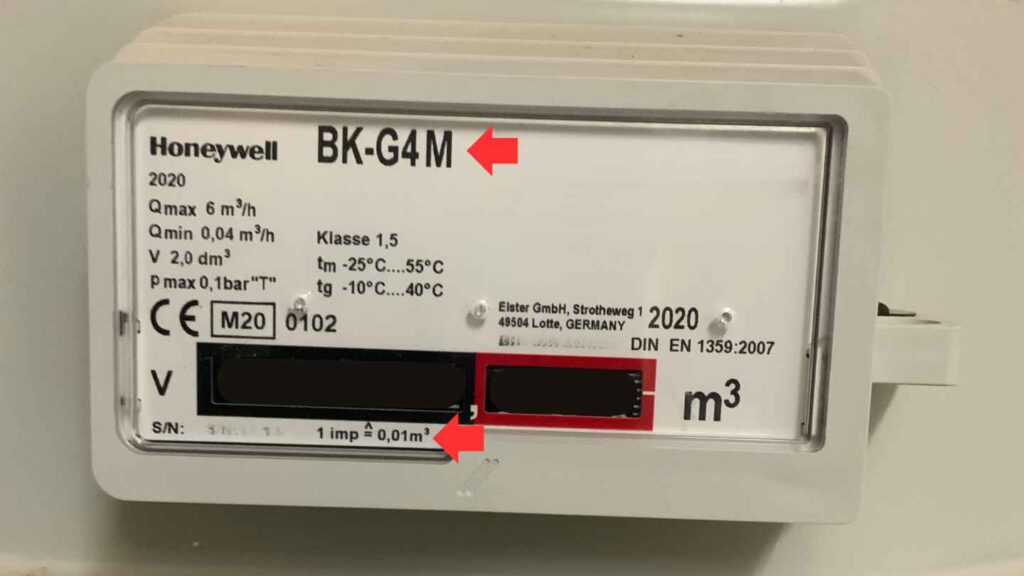 Honeywell BK-G4M
2020
Qmax 6 m³/h
Qmin 0,04 m³/h Klasse 1,5
V 2,0 dm³ tm -25°C....55°C
pmax 0,1bar "T" tg -10°C....40°C
CE M20 0102
Elster GmbH, Strotheweg 1
49504 Lotte, GERMANY 2020
DIN EN 1359:2007
V , m³
S/N: 1 imp ≙ 0,01m³